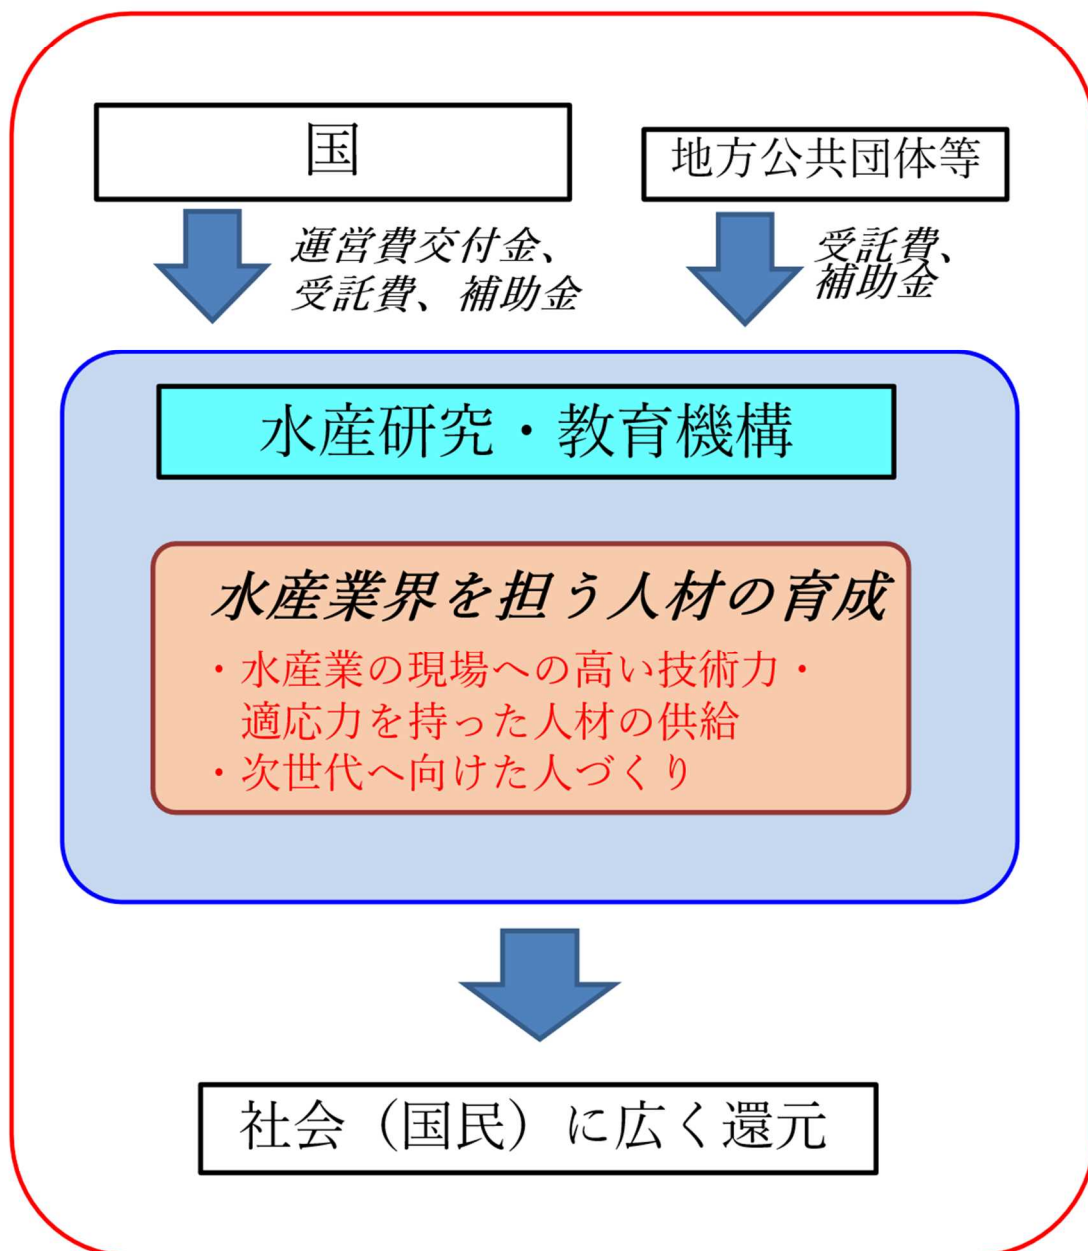 国
地方公共団体等
運営費交付金、
受託費、補助金
受託費、
補助金
水産研究・教育機構
水産業界を担う人材の育成
・水産業の現場への高い技術力・
適応力を持った人材の供給
・次世代へ向けた人づくり
社会（国民）に広く還元